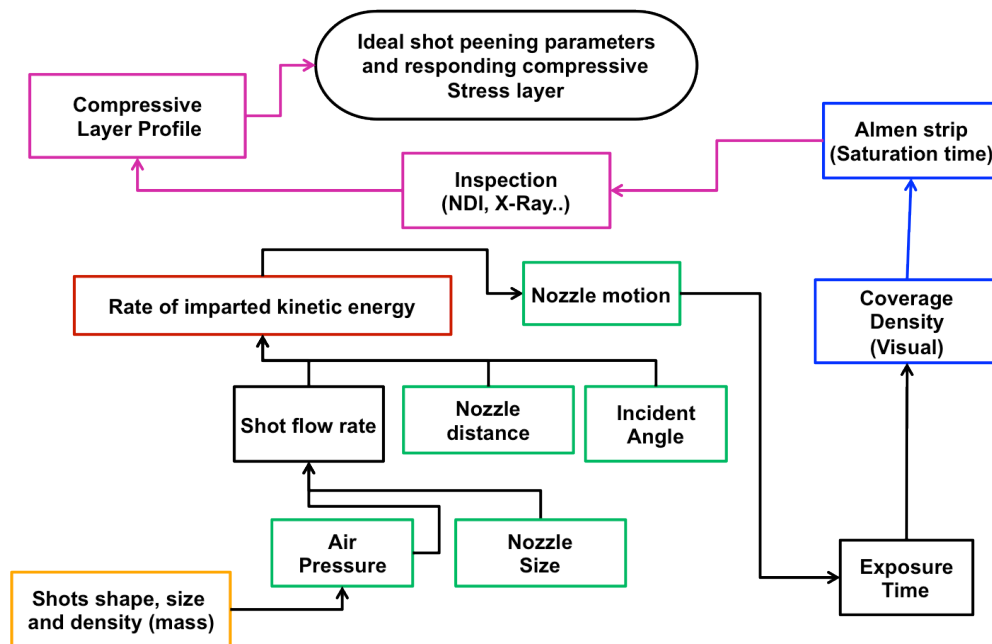 Ideal shot peening parameters
and responding compressive
Stress layer
Compressive
Layer Profile
Almen strip
(Saturation time)
Inspection
(NDI, X-Ray..)
Rate of imparted kinetic energy
Nozzle motion
Coverage
Density
(Visual)
Shot flow rate
Nozzle
distance
Incident
Angle
Air
Pressure
Nozzle
Size
Exposure
Time
Shots shape, size
and density (mass)